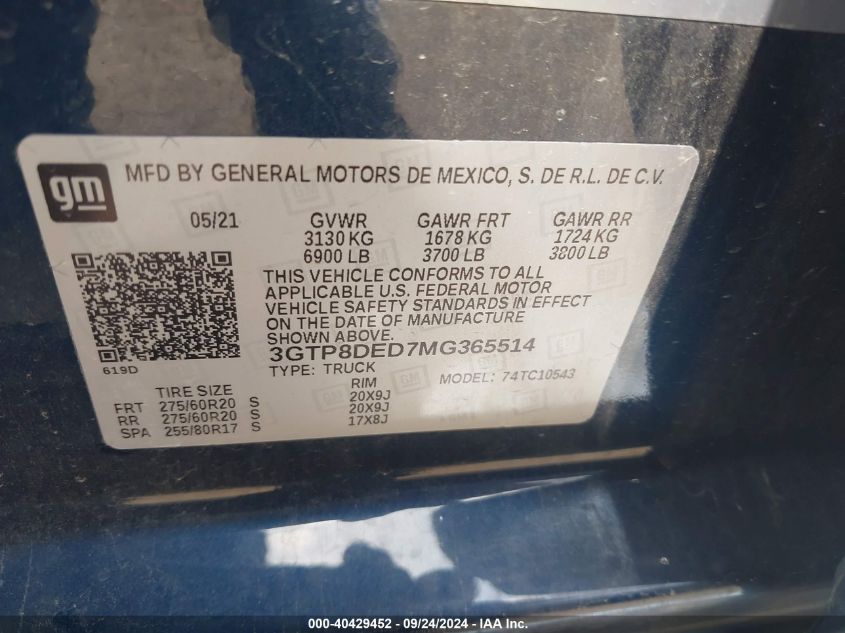 gm
MFD BY GENERAL MOTORS DE MEXICO, S. DE R.L. DE C.V.
05/21 GVWR GAWR FRT GAWR RR
3130 KG 1678 KG 1724 KG
6900 LB 3700 LB 3800 LB
THIS VEHICLE CONFORMS TO ALL
APPLICABLE U.S. FEDERAL MOTOR
VEHICLE SAFETY STANDARDS IN EFFECT
ON THE DATE OF MANUFACTURE
SHOWN ABOVE.
619D
3GTP8DED7MG365514
TYPE: TRUCK MODEL: 74TC10543
TIRE SIZE RIM
FRT 275/60R20 S 20X9J
RR 275/60R20 S 20X9J
SPA 255/80R17 S 17X8J
000-40429452 - 09/24/2024 - IAA Inc.